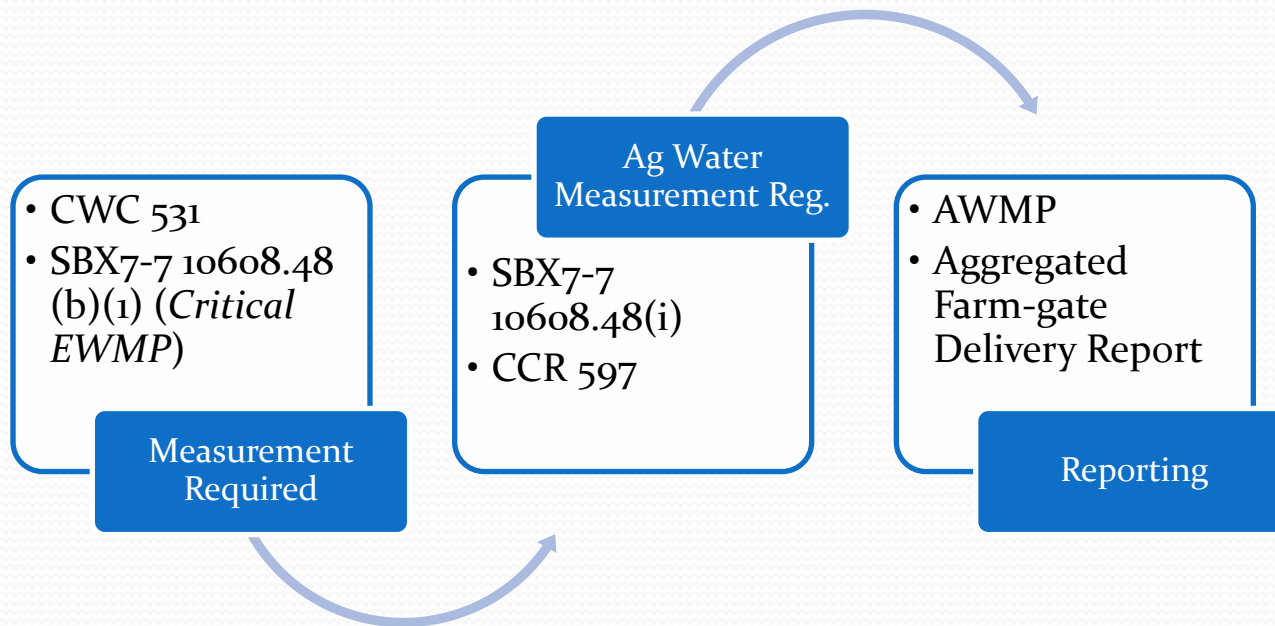 • CWC 531
• SBX7-7 10608.48
(b)(1) (Critical
EWMP)
Measurement
Required
Ag Water
Measurement Reg.
• SBX7-7
10608.48(i)
• CCR 597
• AWMP
• Aggregated
Farm-gate
Delivery Report
Reporting